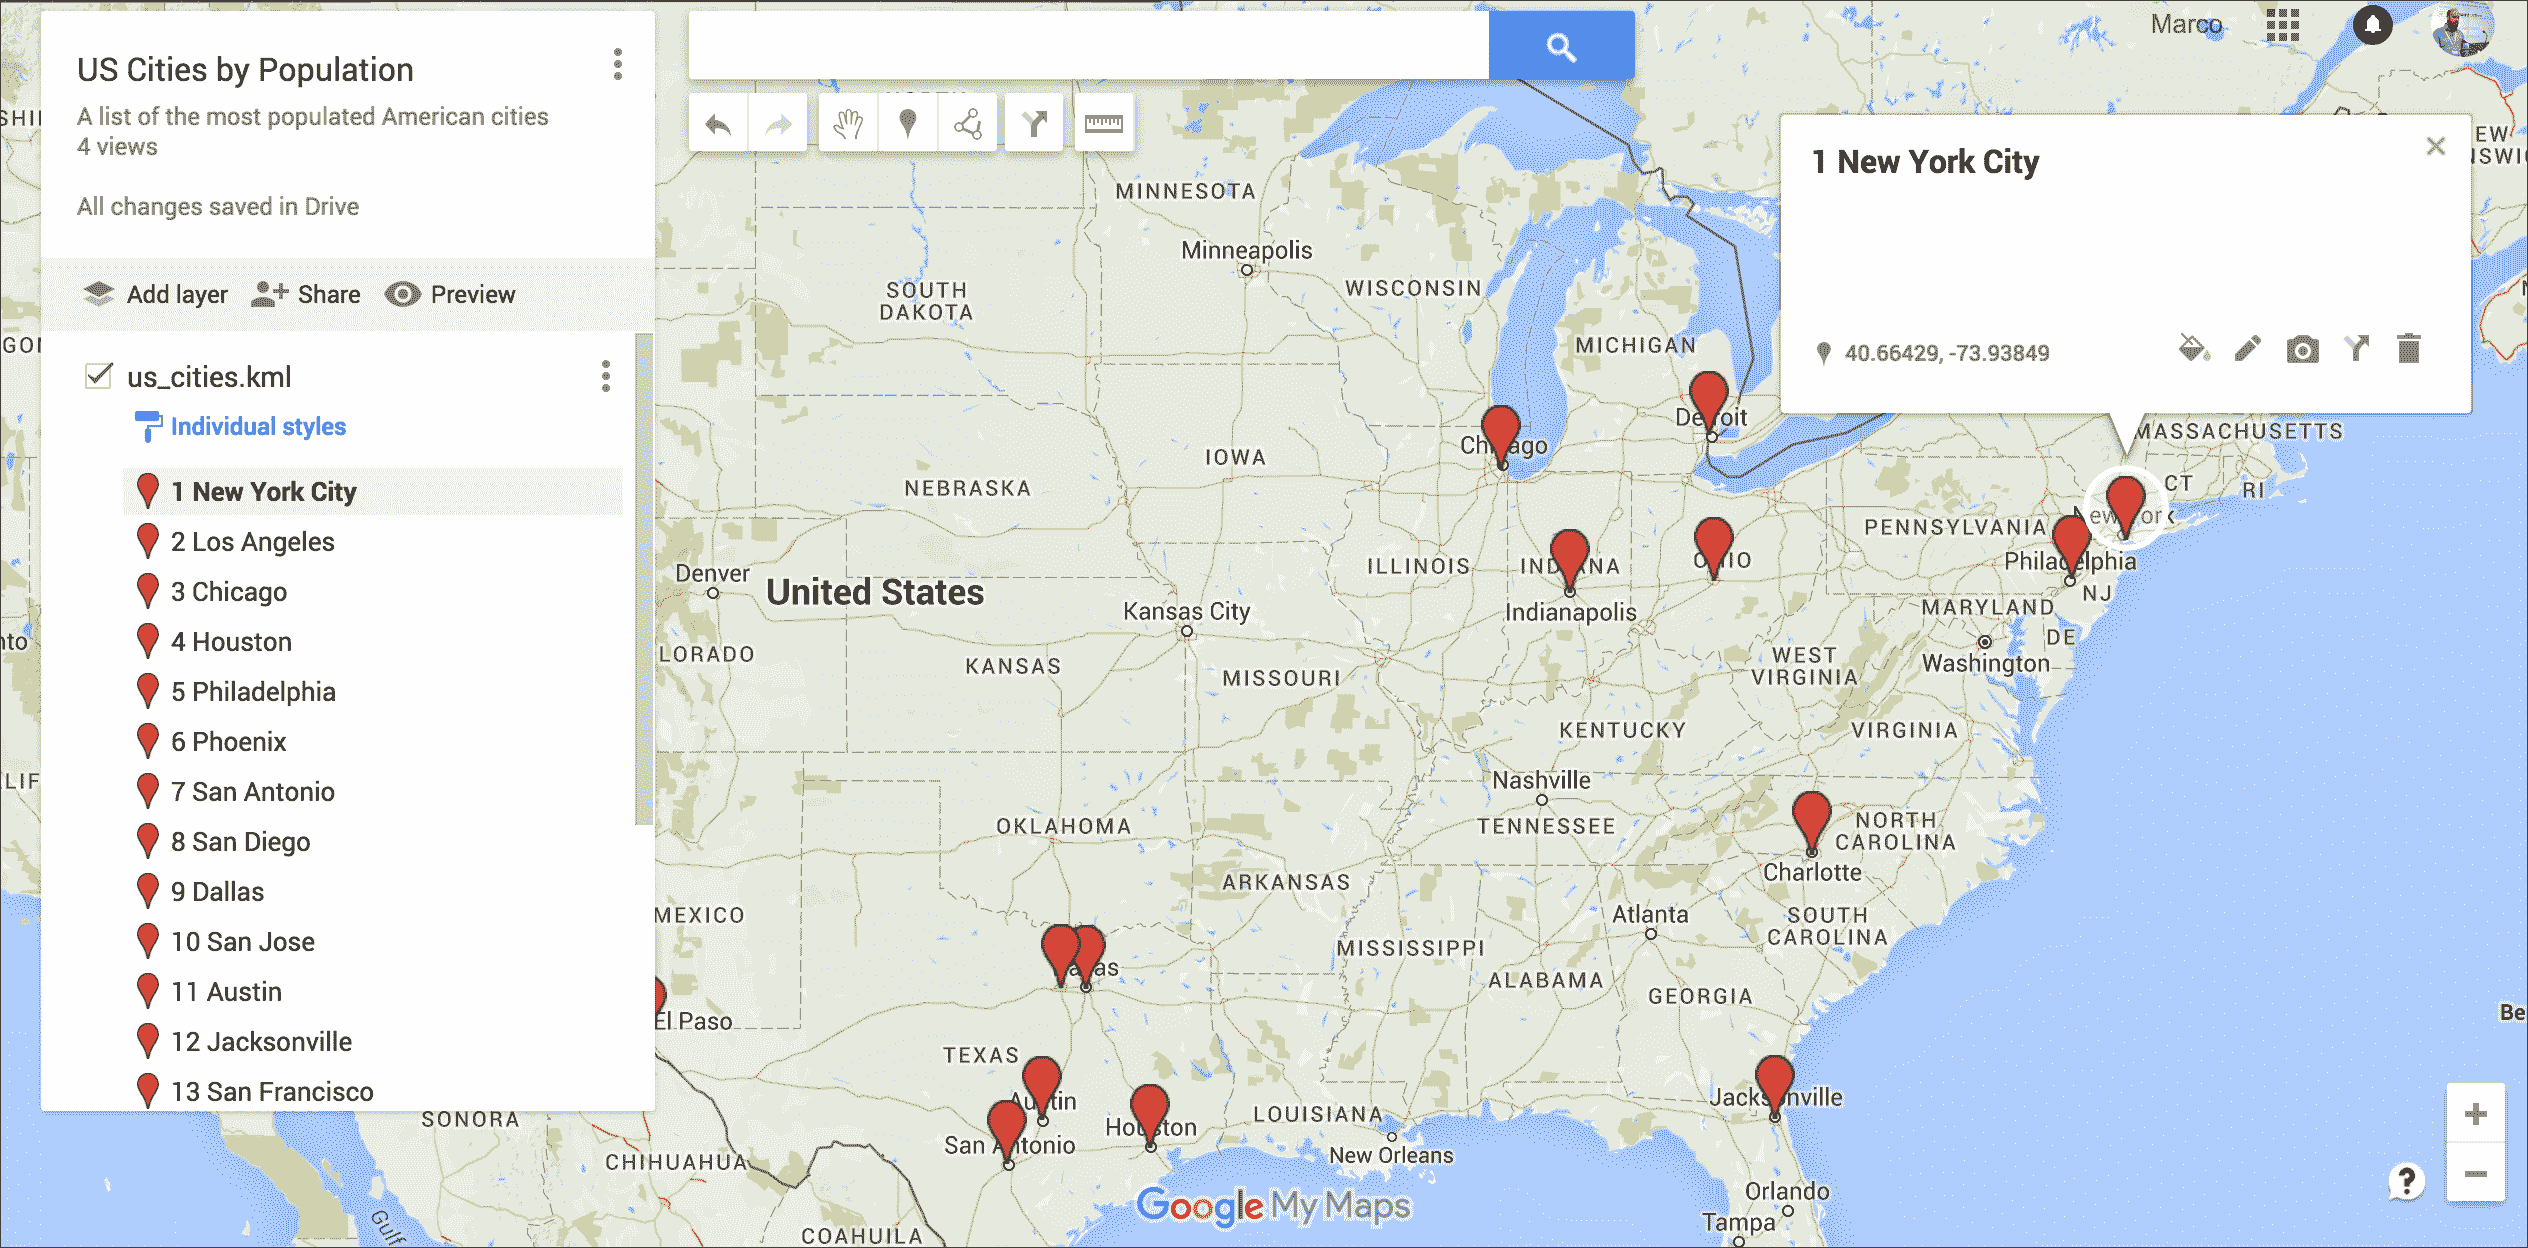 US Cities by Population
A list of the most populated American cities
4 views
All changes saved in Drive
Add layer
Share
Preview
us_cities.kml
Individual styles
1 New York City
2 Los Angeles
3 Chicago
4 Houston
5 Philadelphia
6 Phoenix
7 San Antonio
8 San Diego
9 Dallas
10 San Jose
11 Austin
12 Jacksonville
13 San Francisco
Marco
1 New York City
40.66429, -73.93849
MINNESOTA
Minneapolis
WISCONSIN
SOUTH
DAKOTA
MICHIGAN
Detroit
Chicago
IOWA
NEBRASKA
MASSACHUSETTS
CT
RI
New York
PENNSYLVANIA
Philadelphia
NJ
ILLINOIS
INDIANA
OHIO
Indianapolis
Denver
United States
Kansas City
MARYLAND
DE
Washington
LORADO
KANSAS
MISSOURI
WEST
VIRGINIA
KENTUCKY
VIRGINIA
Nashville
TENNESSEE
OKLAHOMA
NORTH
CAROLINA
Charlotte
ARKANSAS
MEXICO
Atlanta
SOUTH
CAROLINA
MISSISSIPPI
Dallas
ALABAMA
GEORGIA
El Paso
Be
TEXAS
Austin
San Antonio
Houston
LOUISIANA
New Orleans
Jacksonville
SONORA
CHIHUAHUA
Orlando
Tampa
COAHUILA
Gulf
Google My Maps
?